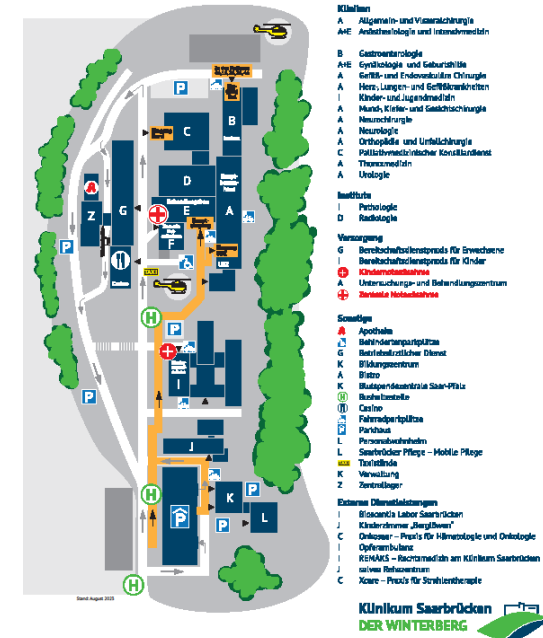 Kliniken
A Allgemein- und Viszeralchirurgie
A+E Anästhesiologie und Intensivmedizin
B Gastroenterologie
A+E Gynäkologie und Geburtshilfe
A Gefäß- und Endovaskuläre Chirurgie
A Herz-, Lungen- und Gefäßkrankheiten
I Kinder- und Jugendmedizin
A Mund-, Kiefer- und Gesichtschirurgie
A Neurochirurgie
A Neurologie
A Orthopädie und Unfallchirurgie
C Palliativmedizinischer Konsiliardienst
A Thoraxmedizin
A Urologie
Institute
I Pathologie
D Radiologie
Versorgung
G Bereitschaftsdienstpraxis für Erwachsene
I Bereitschaftsdienstpraxis für Kinder
Kindernotaufnahme
A Untersuchungs- und Behandlungszentrum
Zentrale Notaufnahme
Sonstige
A Apotheke
Behindertenparkplätze
G Betriebsärztlicher Dienst
K Bildungszentrum
A Bistro
K Blutspendezentrale Saar-Pfalz
H Bushaltestelle
Casino
Fahrradparkplätze
P Parkhaus
L Personalwohnheim
L Saarbrücker Pflege – Mobile Pflege
TAXI Taxistände
K Verwaltung
Z Zentrallager
Externe Dienstleistungen
I Bioscientia Labor Saarbrücken
J Kinderzimmer „Berglöwen“
C Onkosaar – Praxis für Hämatologie und Onkologie
I Opferambulanz
I REMAKS – Rechtsmedizin am Klinikum Saarbrücken
J salvea Rehazentrum
C Xcare – Praxis für Strahlentherapie
Klinikum Saarbrücken
DER WINTERBERG
P
B
C
D
A
Z
G
E
A
F
P
Casino
UBZ
TAXI
H
P
I
P
J
H
K
P
P
P
L
H
Stand: August 2025